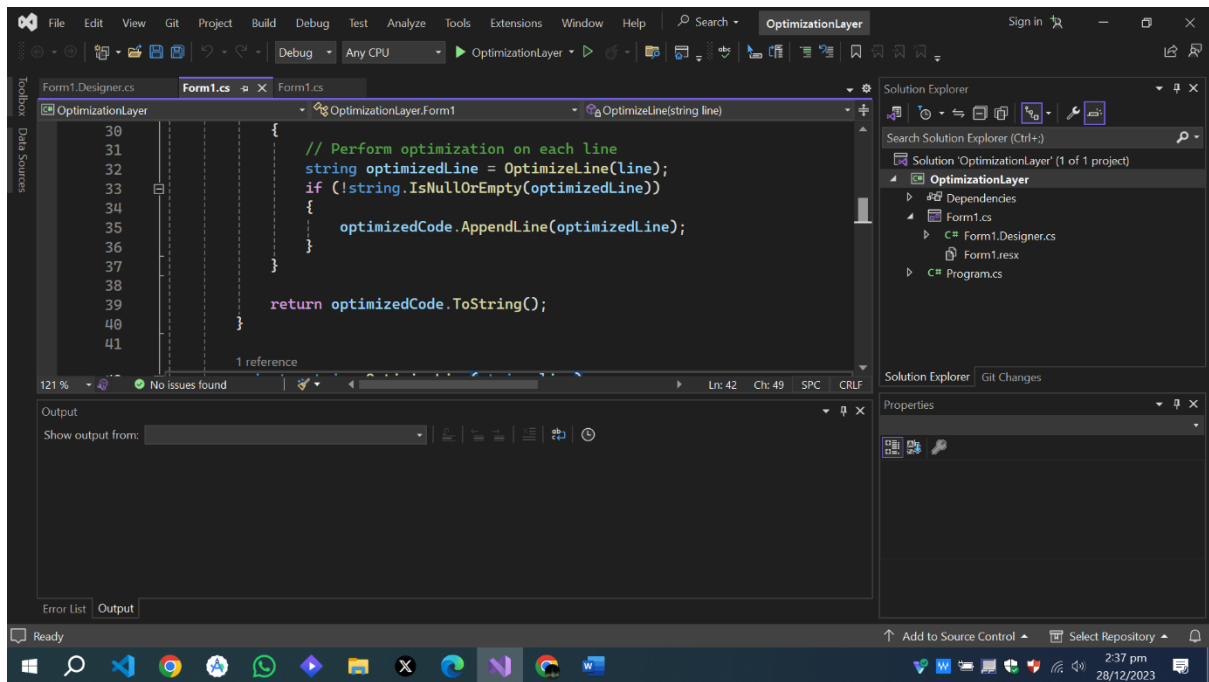 File Edit View Git Project Build Debug Test Analyze Tools Extensions Window Help Search OptimizationLayer Sign in
Debug Any CPU OptimizationLayer
Toolbox
Data Sources
Form1.Designer.cs Form1.cs Form1.cs
OptimizationLayer OptimizationLayer.Form1 OptimizeLine(string line)
30 {
31 // Perform optimization on each line
32 string optimizedLine = OptimizeLine(line);
33 if (!string.IsNullOrEmpty(optimizedLine))
34 {
35 optimizedCode.AppendLine(optimizedLine);
36 }
37 }
38
39 return optimizedCode.ToString();
40 }
41
1 reference
121 % No issues found Ln: 42 Ch: 49 SPC CRLF
Output
Show output from:
Error List Output
Solution Explorer
Search Solution Explorer (Ctrl+;)
Solution 'OptimizationLayer' (1 of 1 project)
OptimizationLayer
Dependencies
Form1.cs
C# Form1.Designer.cs
Form1.resx
C# Program.cs
Solution Explorer Git Changes
Properties
Ready Add to Source Control Select Repository
2:37 pm
28/12/2023